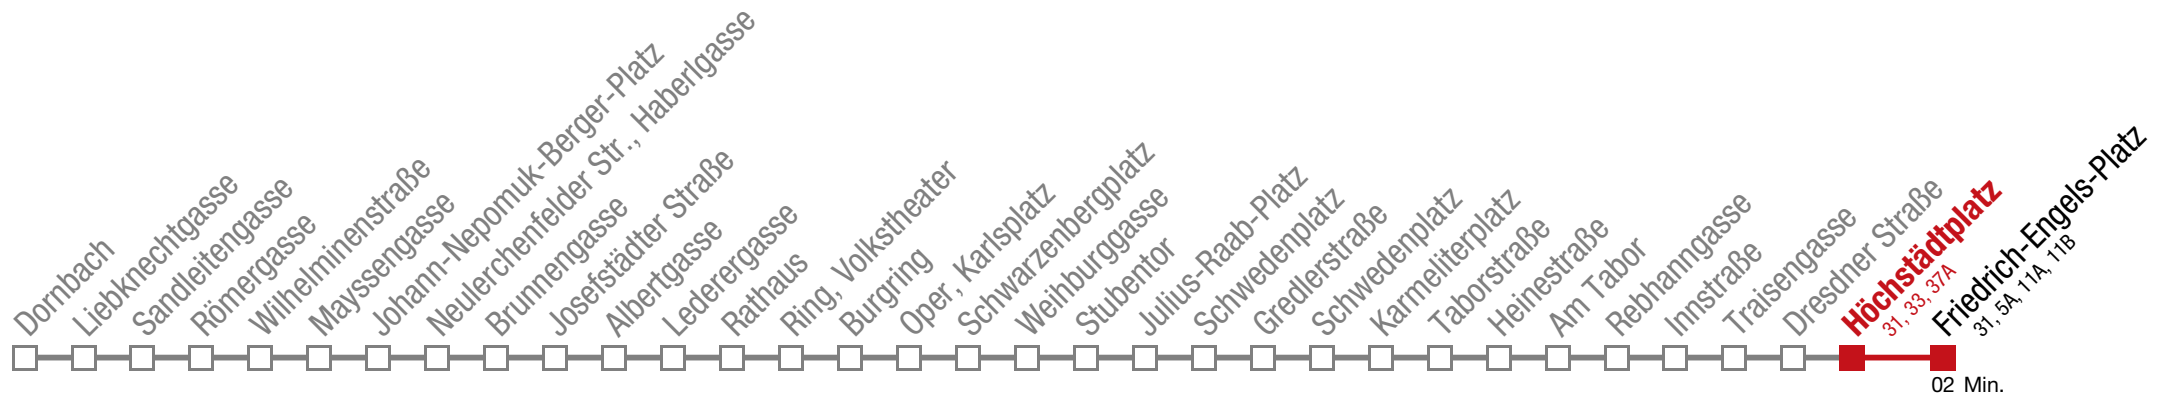 Dornbach
Liebknechtgasse
Sandleitengasse
Römergasse
Wilhelminenstraße
Mayssengasse
Johann-Nepomuk-Berger-Platz
Neulerchenfelder Str., Haberlgasse
Brunnengasse
Josefstädter Straße
Albertgasse
Lederergasse
Rathaus
Ring, Volkstheater
Burgring
Oper, Karlsplatz
Schwarzenbergplatz
Weihburggasse
Stubentor
Julius-Raab-Platz
Schwedenplatz
Gredlerstraße
Schwedenplatz
Karmeliterplatz
Taborstraße
Heinestraße
Am Tabor
Rebhanngasse
Innstraße
Traisengasse
Dresdner Straße
Höchstädtplatz
31, 33, 37A
Friedrich-Engels-Platz
31, 5A, 11A, 11B
02 Min.